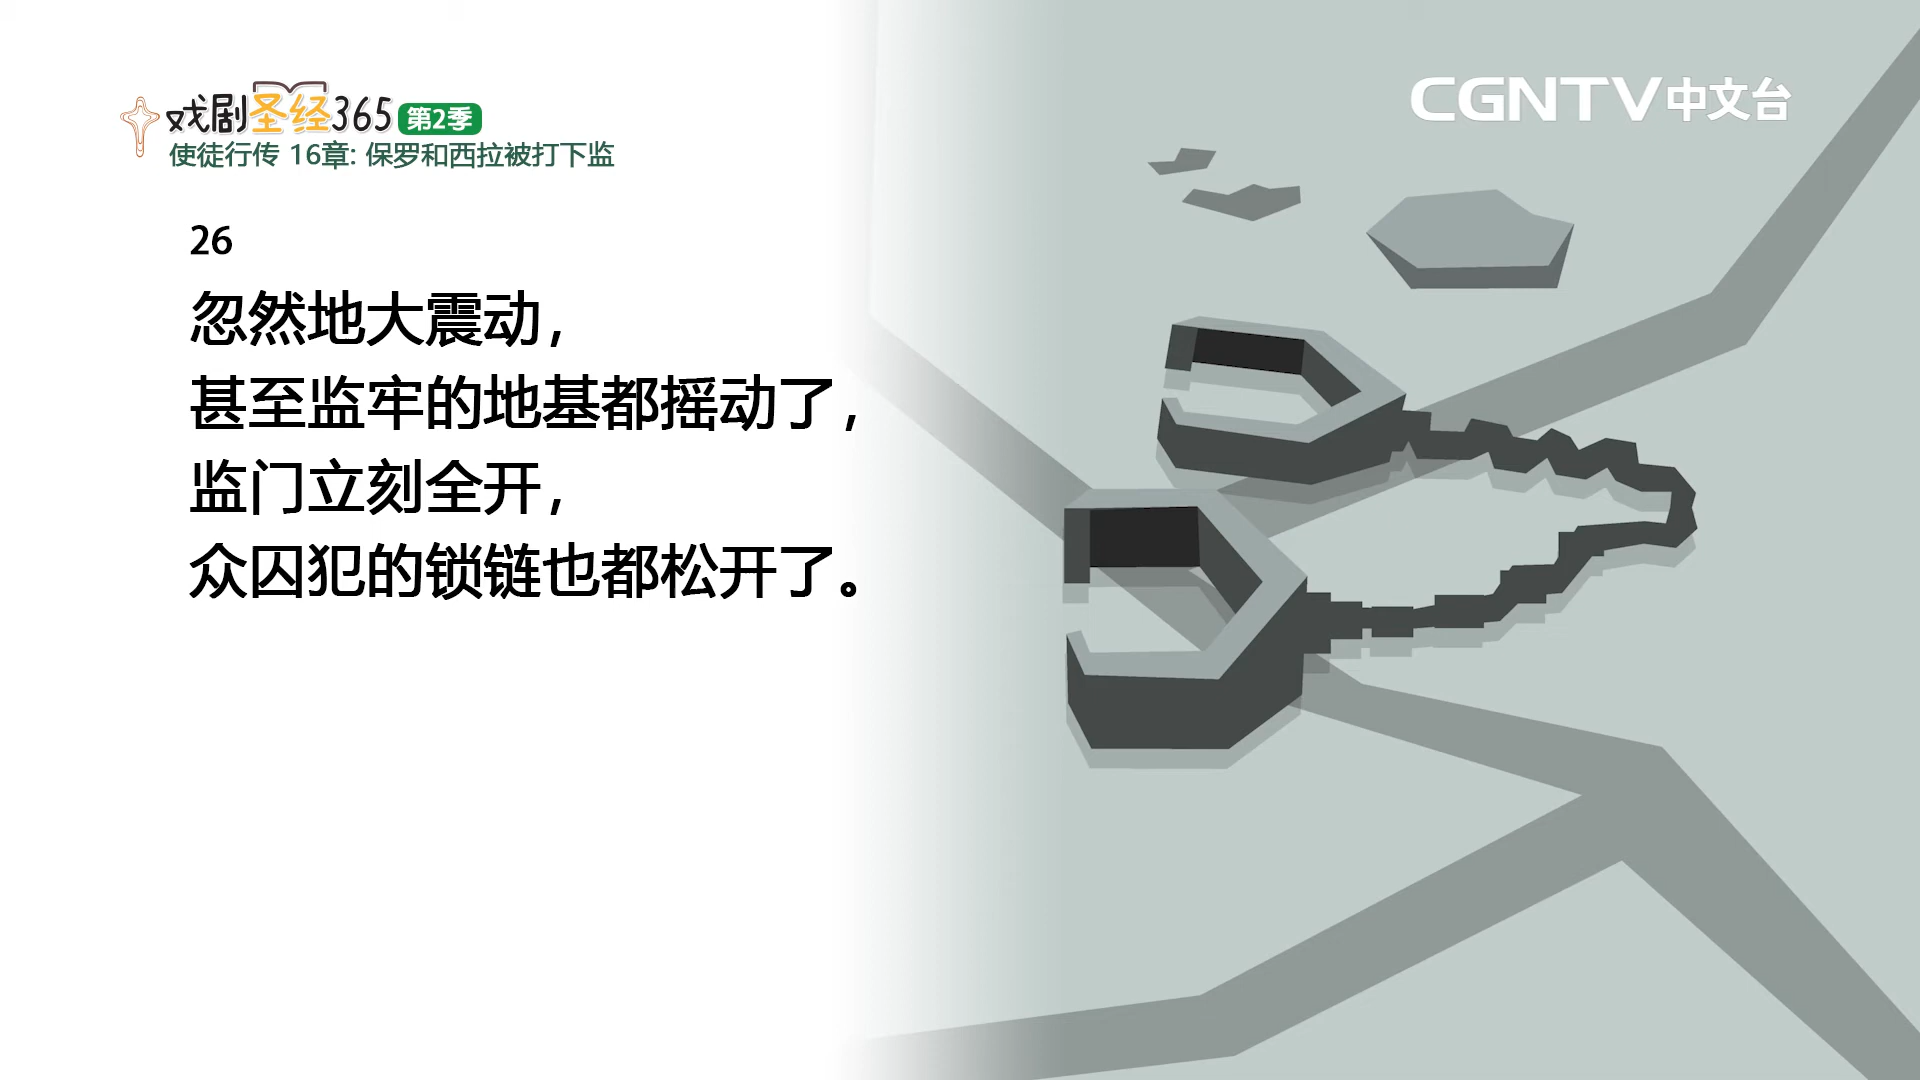 戏剧圣经365 第2季
CGNTV中文台
使徒行传 16章: 保罗和西拉被打下监
26
忽然地大震动，
甚至监牢的地基都摇动了，
监门立刻全开，
众囚犯的锁链也都松开了。